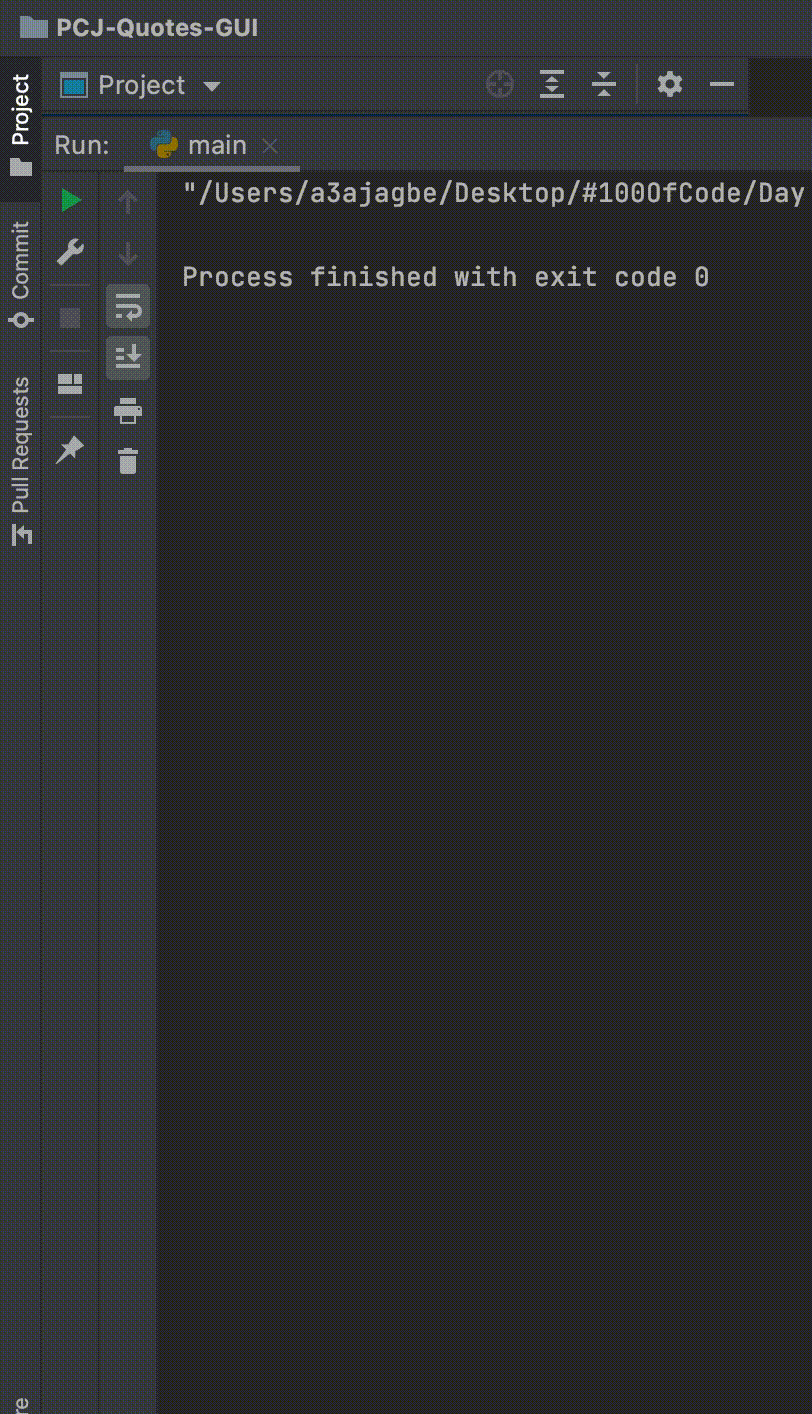 PCJ-Quotes-GUI
Project
Project
Run: main
Commit
Pull Requests
"/Users/a3ajagbe/Desktop/#100OfCode/Day
Process finished with exit code 0
re